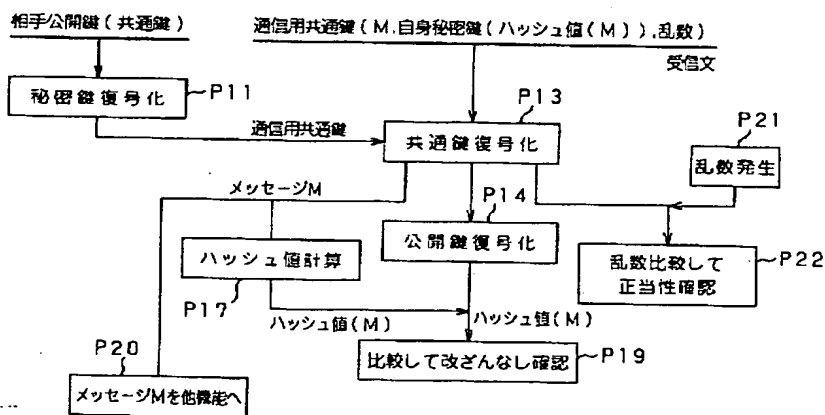 相手公開鍵(共通鍵)
通信用共通鍵(M,自身秘密鍵(ハッシュ値(M)),乱数)
受信文
秘密鍵復号化
P11
通信用共通鍵
P13
共通鍵復号化
P21
乱数発生
メッセージM
P14
公開鍵復号化
ハッシュ値計算
P17
乱数比較して
正当性確認
P22
ハッシュ値(M)
ハッシュ値(M)
P20
メッセージMを他機能へ
比較して改ざんなし確認
P19